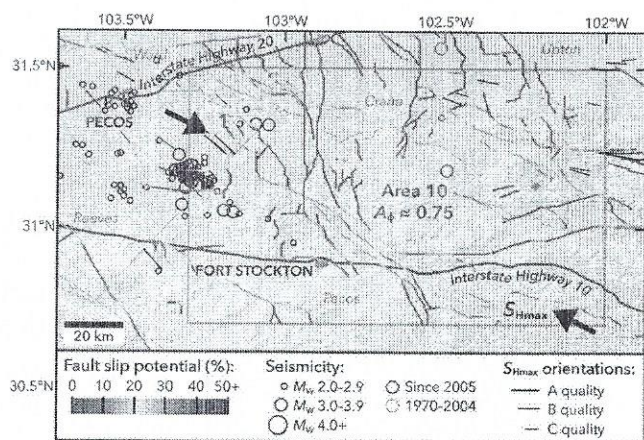 103.5°W 103°W 102.5°W 102°W
31.5°N
Ward
Interstate Highway 20
Upton
Crane
PECOS
1
Area 10
Aϕ ≈ 0.75
31°N
Reeves
FORT STOCKTON
Interstate Highway 10
Pecos
SHmax
20 km
30.5°N
Fault slip potential (%):
0 10 20 30 40 50+
Seismicity:
Mw 2.0-2.9
Mw 3.0-3.9
Mw 4.0+
Since 2005
1970-2004
SHmax orientations:
A quality
B quality
C quality